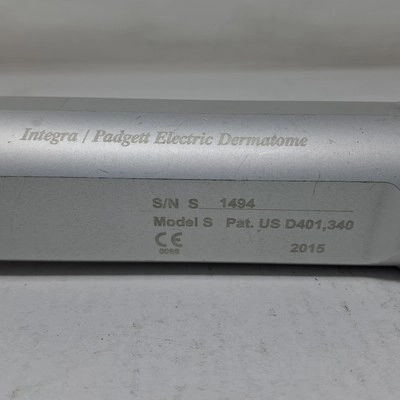 Integra / Padgett Electric Dermatome
S/N S 1494
Model S Pat. US D401,340
CE 2015